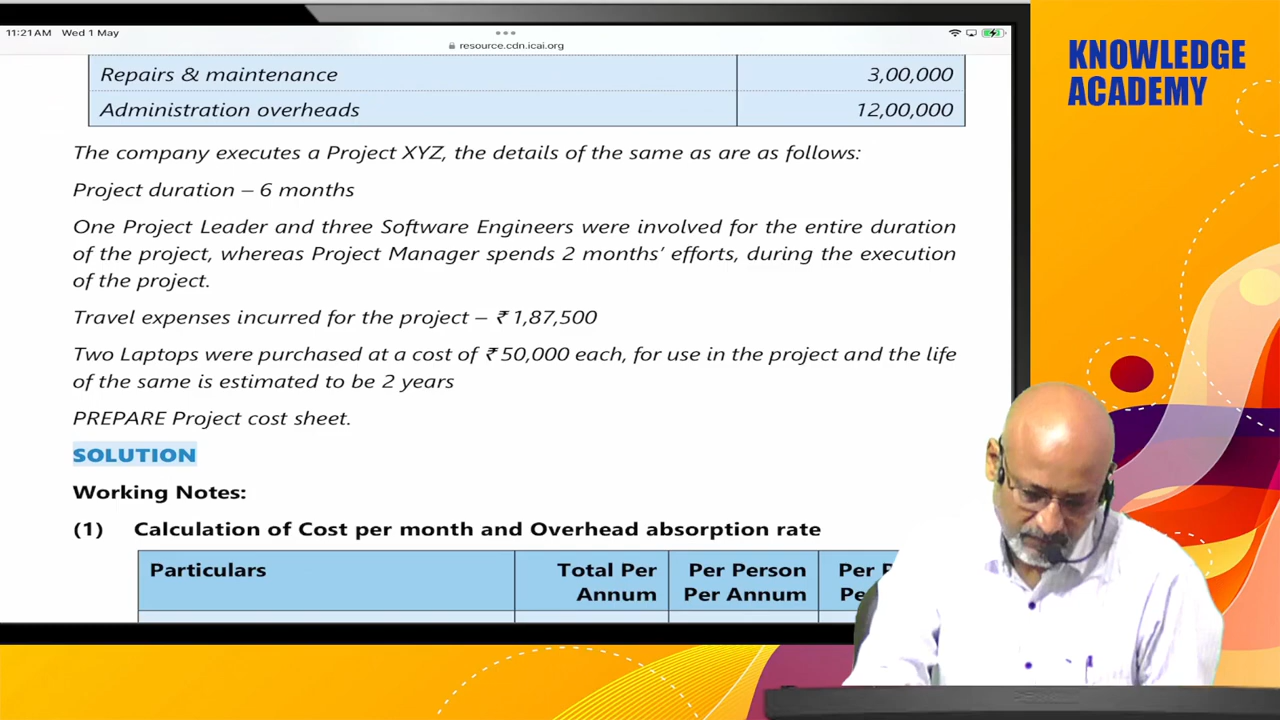 11:21 AM Wed 1 May
resource.cdn.icai.org
KNOWLEDGE
ACADEMY
Repairs & maintenance 3,00,000
Administration overheads 12,00,000
The company executes a Project XYZ, the details of the same as are as follows:
Project duration – 6 months
One Project Leader and three Software Engineers were involved for the entire duration
of the project, whereas Project Manager spends 2 months’ efforts, during the execution
of the project.
Travel expenses incurred for the project – ₹ 1,87,500
Two Laptops were purchased at a cost of ₹ 50,000 each, for use in the project and the life
of the same is estimated to be 2 years
PREPARE Project cost sheet.
SOLUTION
Working Notes:
(1) Calculation of Cost per month and Overhead absorption rate
Particulars Total Per Per Person Per
Annum Per Annum